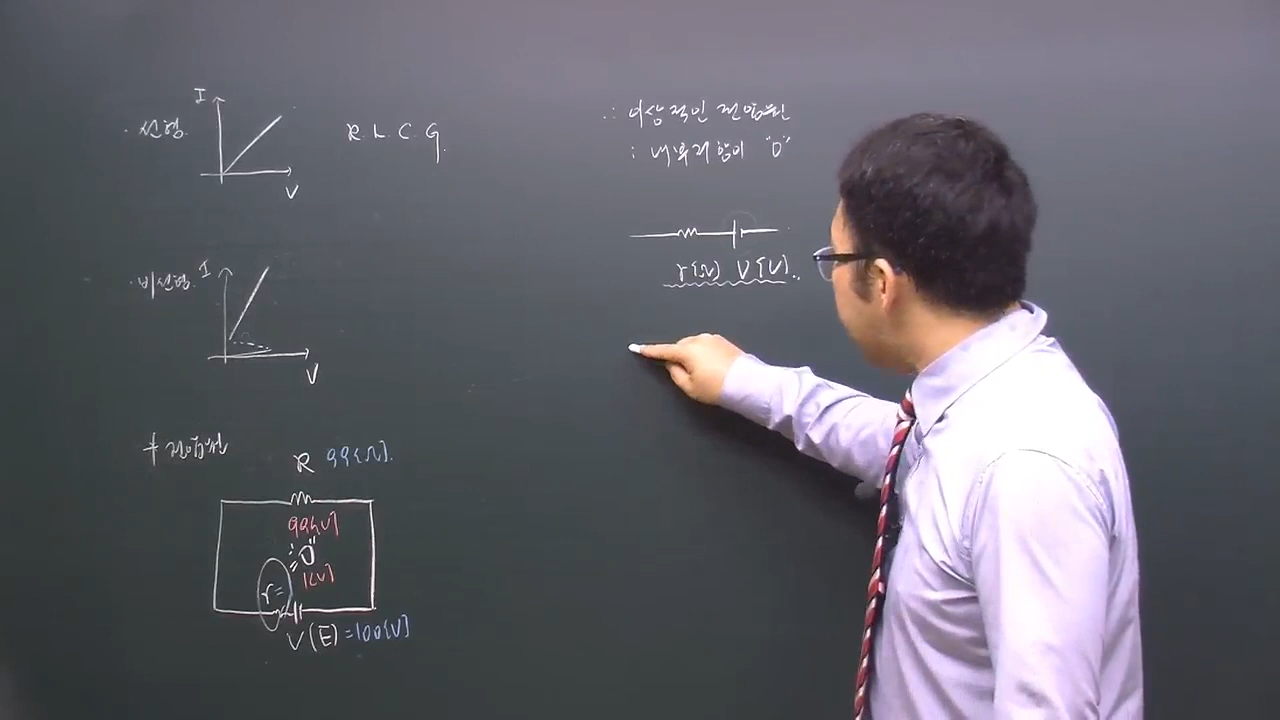 · 선형.
I
V
R. L. C. G.
· 비선형.
I
V
* 전압원
R 99[Ω].
99[V]
"0"
1[V]
r =
V(E) = 100[V]
∴ 이상적인 전압원
: 내부저항이 "0"
r[Ω] V[V].